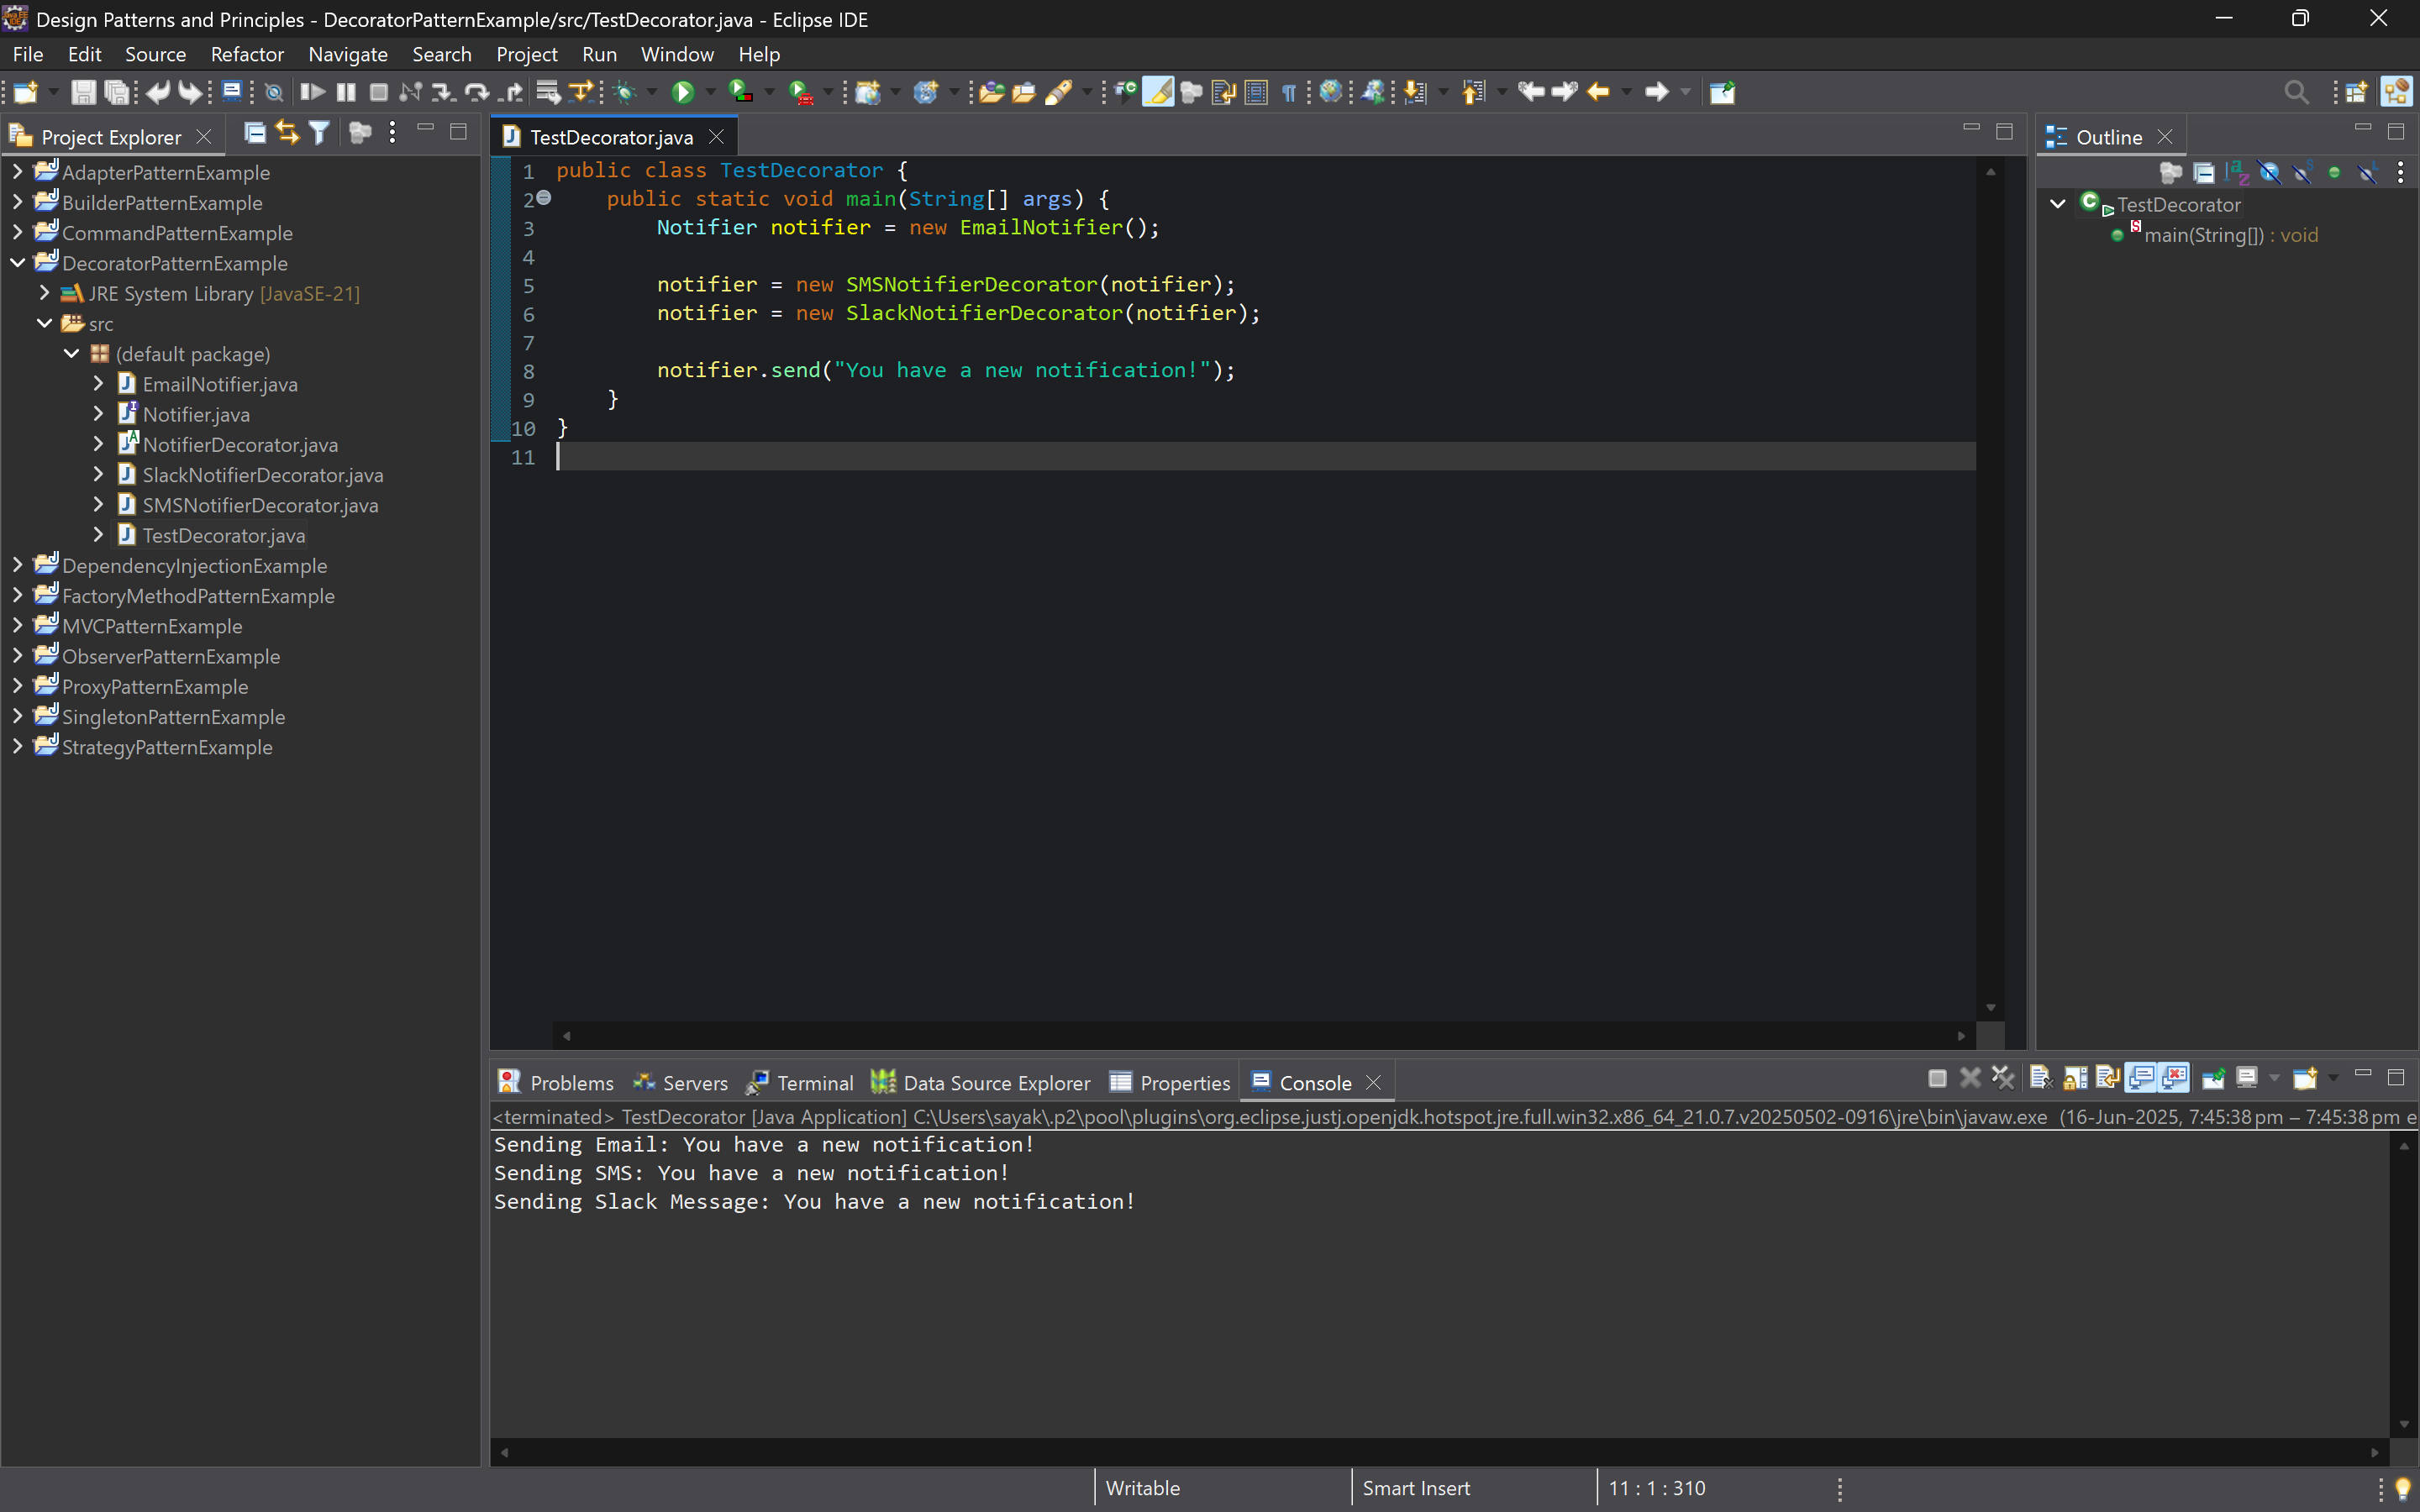 Design Patterns and Principles - DecoratorPatternExample/src/TestDecorator.java - Eclipse IDE
File Edit Source Refactor Navigate Search Project Run Window Help
Project Explorer
AdapterPatternExample
BuilderPatternExample
CommandPatternExample
DecoratorPatternExample
JRE System Library [JavaSE-21]
src
(default package)
EmailNotifier.java
Notifier.java
NotifierDecorator.java
SlackNotifierDecorator.java
SMSNotifierDecorator.java
TestDecorator.java
DependencyInjectionExample
FactoryMethodPatternExample
MVCPatternExample
ObserverPatternExample
ProxyPatternExample
SingletonPatternExample
StrategyPatternExample
TestDecorator.java
1 public class TestDecorator {
2 public static void main(String[] args) {
3 Notifier notifier = new EmailNotifier();
4
5 notifier = new SMSNotifierDecorator(notifier);
6 notifier = new SlackNotifierDecorator(notifier);
7
8 notifier.send("You have a new notification!");
9 }
10 }
11
Outline
TestDecorator
main(String[]) : void
Problems Servers Terminal Data Source Explorer Properties Console
<terminated> TestDecorator [Java Application] C:\Users\sayak\.p2\pool\plugins\org.eclipse.justj.openjdk.hotspot.jre.full.win32.x86_64_21.0.7.v20250502-0916\jre\bin\javaw.exe (16-Jun-2025, 7:45:38 pm – 7:45:38 pm e
Sending Email: You have a new notification!
Sending SMS: You have a new notification!
Sending Slack Message: You have a new notification!
Writable Smart Insert 11 : 1 : 310